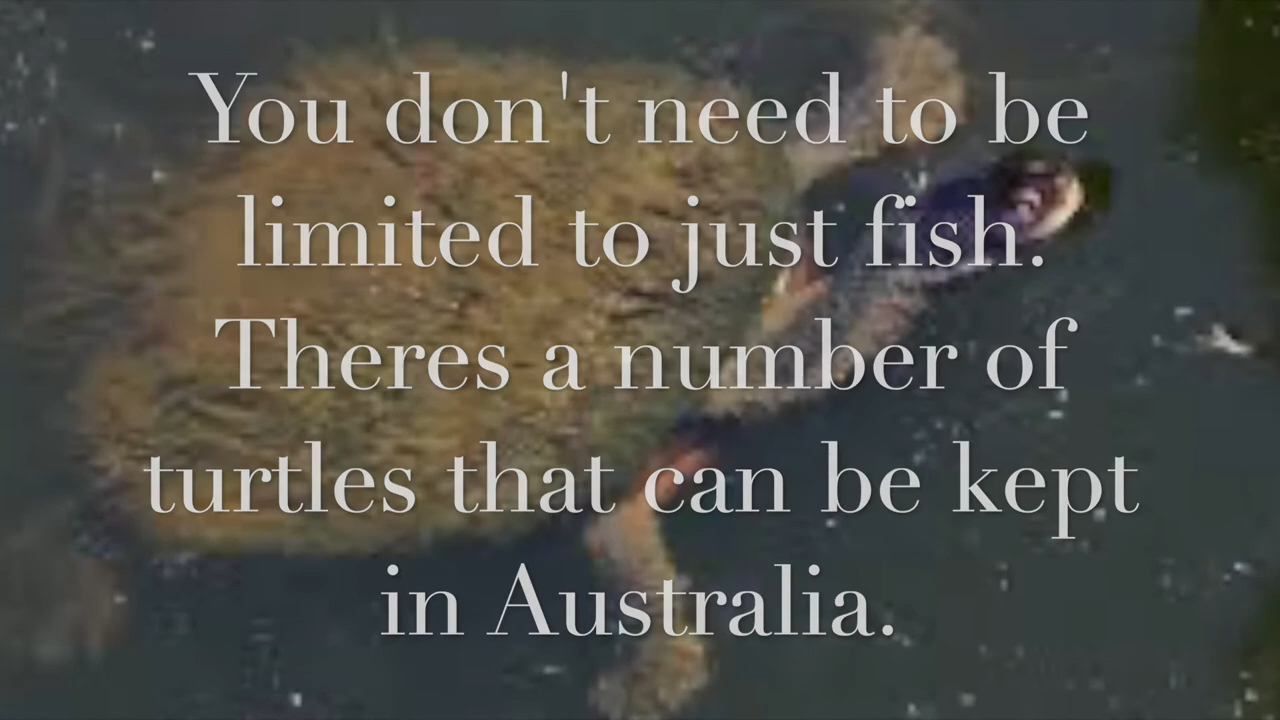 You don't need to be
limited to just fish.
Theres a number of
turtles that can be kept
in Australia.